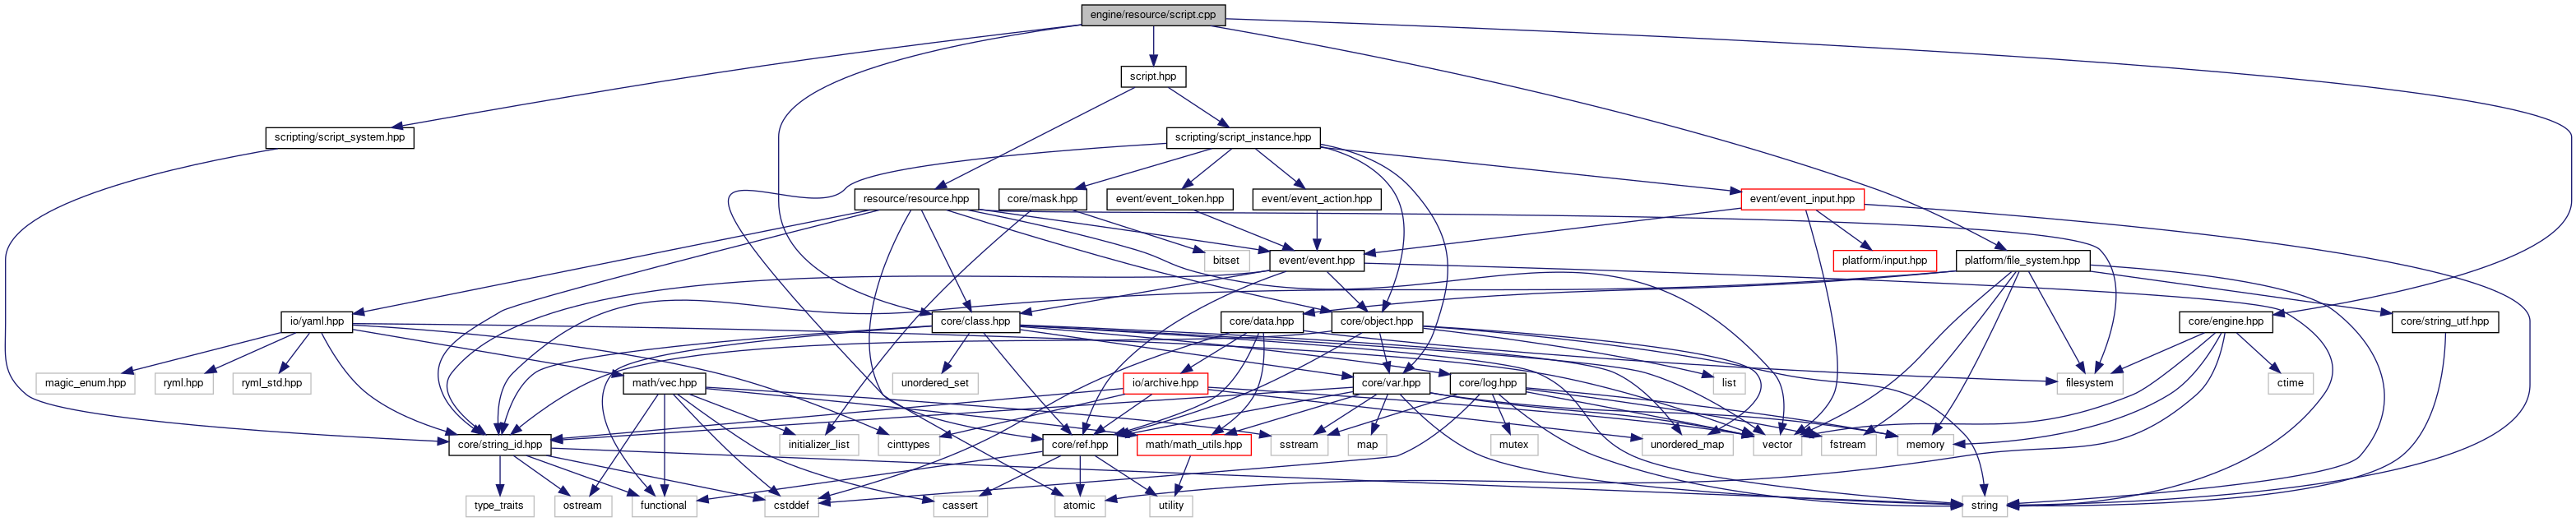 engine/resource/script.cpp
script.hpp
scripting/script_system.hpp
scripting/script_instance.hpp
resource/resource.hpp
core/mask.hpp
event/event_token.hpp
event/event_action.hpp
event/event_input.hpp
bitset
event/event.hpp
platform/input.hpp
platform/file_system.hpp
io/yaml.hpp
core/class.hpp
core/data.hpp
core/object.hpp
core/engine.hpp
core/string_utf.hpp
magic_enum.hpp
ryml.hpp
ryml_std.hpp
math/vec.hpp
unordered_set
io/archive.hpp
core/var.hpp
core/log.hpp
list
filesystem
ctime
core/string_id.hpp
initializer_list
cinttypes
core/ref.hpp
math/math_utils.hpp
sstream
map
mutex
unordered_map
vector
fstream
memory
type_traits
ostream
functional
cstddef
cassert
atomic
utility
string